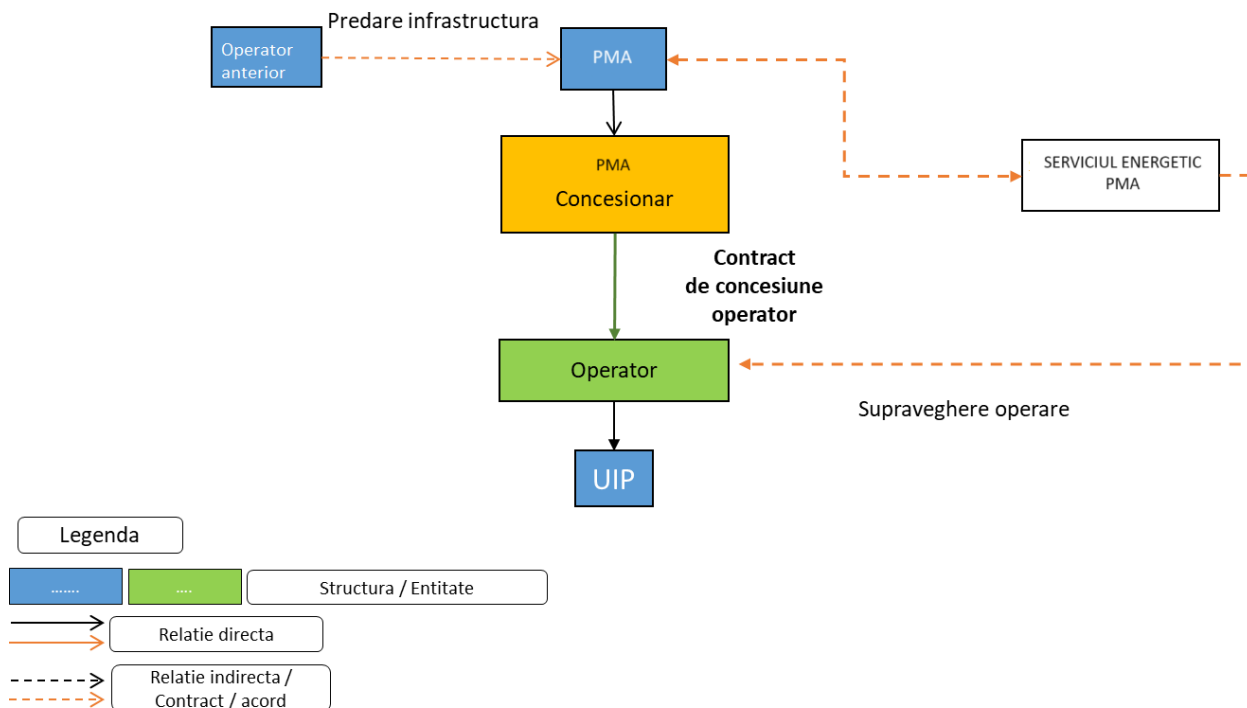 Predare infrastructura
Operator
anterior
PMA
PMA
Concesionar
SERVICIUL ENERGETIC
PMA
Contract
de concesiune
operator
Operator
Supraveghere operare
UIP
Legenda
.......
....
Structura / Entitate
Relatie directa
Relatie indirecta /
Contract / acord